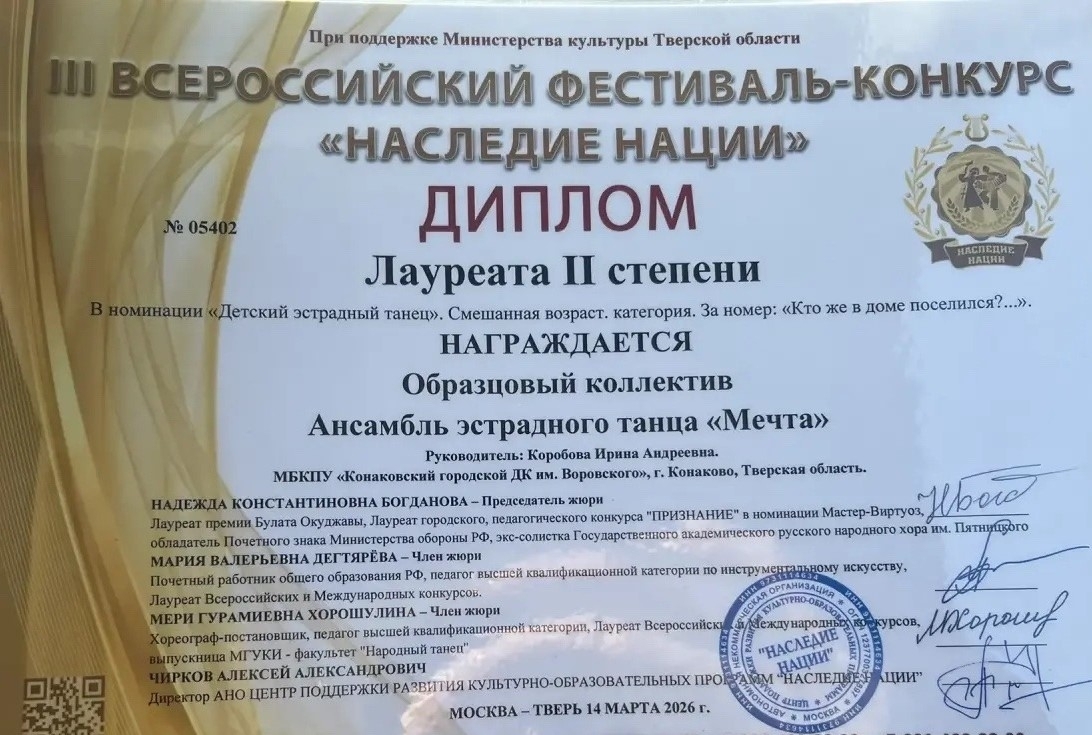 При поддержке Министерства культуры Тверской области
III ВСЕРОССИЙСКИЙ ФЕСТИВАЛЬ-КОНКУРС
«НАСЛЕДИЕ НАЦИИ»
ДИПЛОМ
№ 05402
НАСЛЕДИЕ
НАЦИИ
Лауреата II степени
В номинации «Детский эстрадный танец». Смешанная возраст. категория. За номер: «Кто же в доме поселился?...».
НАГРАЖДАЕТСЯ
Образцовый коллектив
Ансамбль эстрадного танца «Мечта»
Руководитель: Коробова Ирина Андреевна.
МБКПУ «Конаковский городской ДК им. Воровского», г. Конаково, Тверская область.
НАДЕЖДА КОНСТАНТИНОВНА БОГДАНОВА – Председатель жюри
Лауреат премии Булата Окуджавы, Лауреат городского, педагогического конкурса "ПРИЗНАНИЕ" в номинации Мастер-Виртуоз,
обладатель Почетного знака Министерства обороны РФ, экс-солистка Государственного академического русского народного хора им. Пятницкого
МАРИЯ ВАЛЕРЬЕВНА ДЕГТЯРЁВА – Член жюри
Почетный работник общего образования РФ, педагог высшей квалификационной категории по инструментальному искусству,
Лауреат Всероссийских и Международных конкурсов.
МЕРИ ГУРАМИЕВНА ХОРОШУЛИНА – Член жюри
Хореограф-постановщик, педагог высшей квалификационной категории, Лауреат Всероссийских и Международных конкурсов,
выпускница МГУКИ - факультет "Народный танец"
ЧИРКОВ АЛЕКСЕЙ АЛЕКСАНДРОВИЧ
Директор АНО ЦЕНТР ПОДДЕРЖКИ РАЗВИТИЯ КУЛЬТУРНО-ОБРАЗОВАТЕЛЬНЫХ ПРОГРАММ "НАСЛЕДИЕ НАЦИИ"
"НАСЛЕДИЕ
НАЦИИ"
МОСКВА
МОСКВА – ТВЕРЬ 14 МАРТА 2026 г.